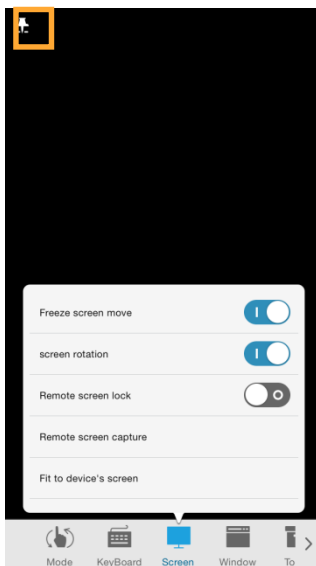 Freeze screen move
screen rotation
Remote screen lock
Remote screen capture
Fit to device's screen
Mode KeyBoard Screen Window To